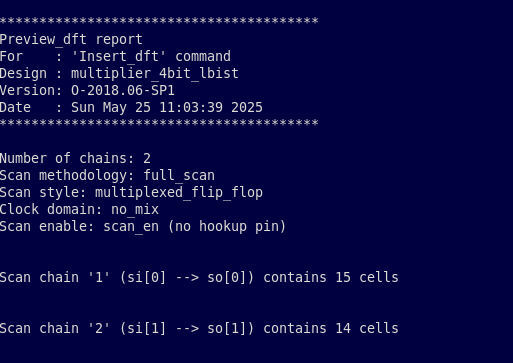 ****************************************
Preview_dft report
For    : 'Insert_dft' command
Design : multiplier_4bit_lbist
Version: O-2018.06-SP1
Date   : Sun May 25 11:03:39 2025
****************************************
Number of chains: 2
Scan methodology: full_scan
Scan style: multiplexed_flip_flop
Clock domain: no_mix
Scan enable: scan_en (no hookup pin)
Scan chain '1' (si[0] --> so[0]) contains 15 cells
Scan chain '2' (si[1] --> so[1]) contains 14 cells